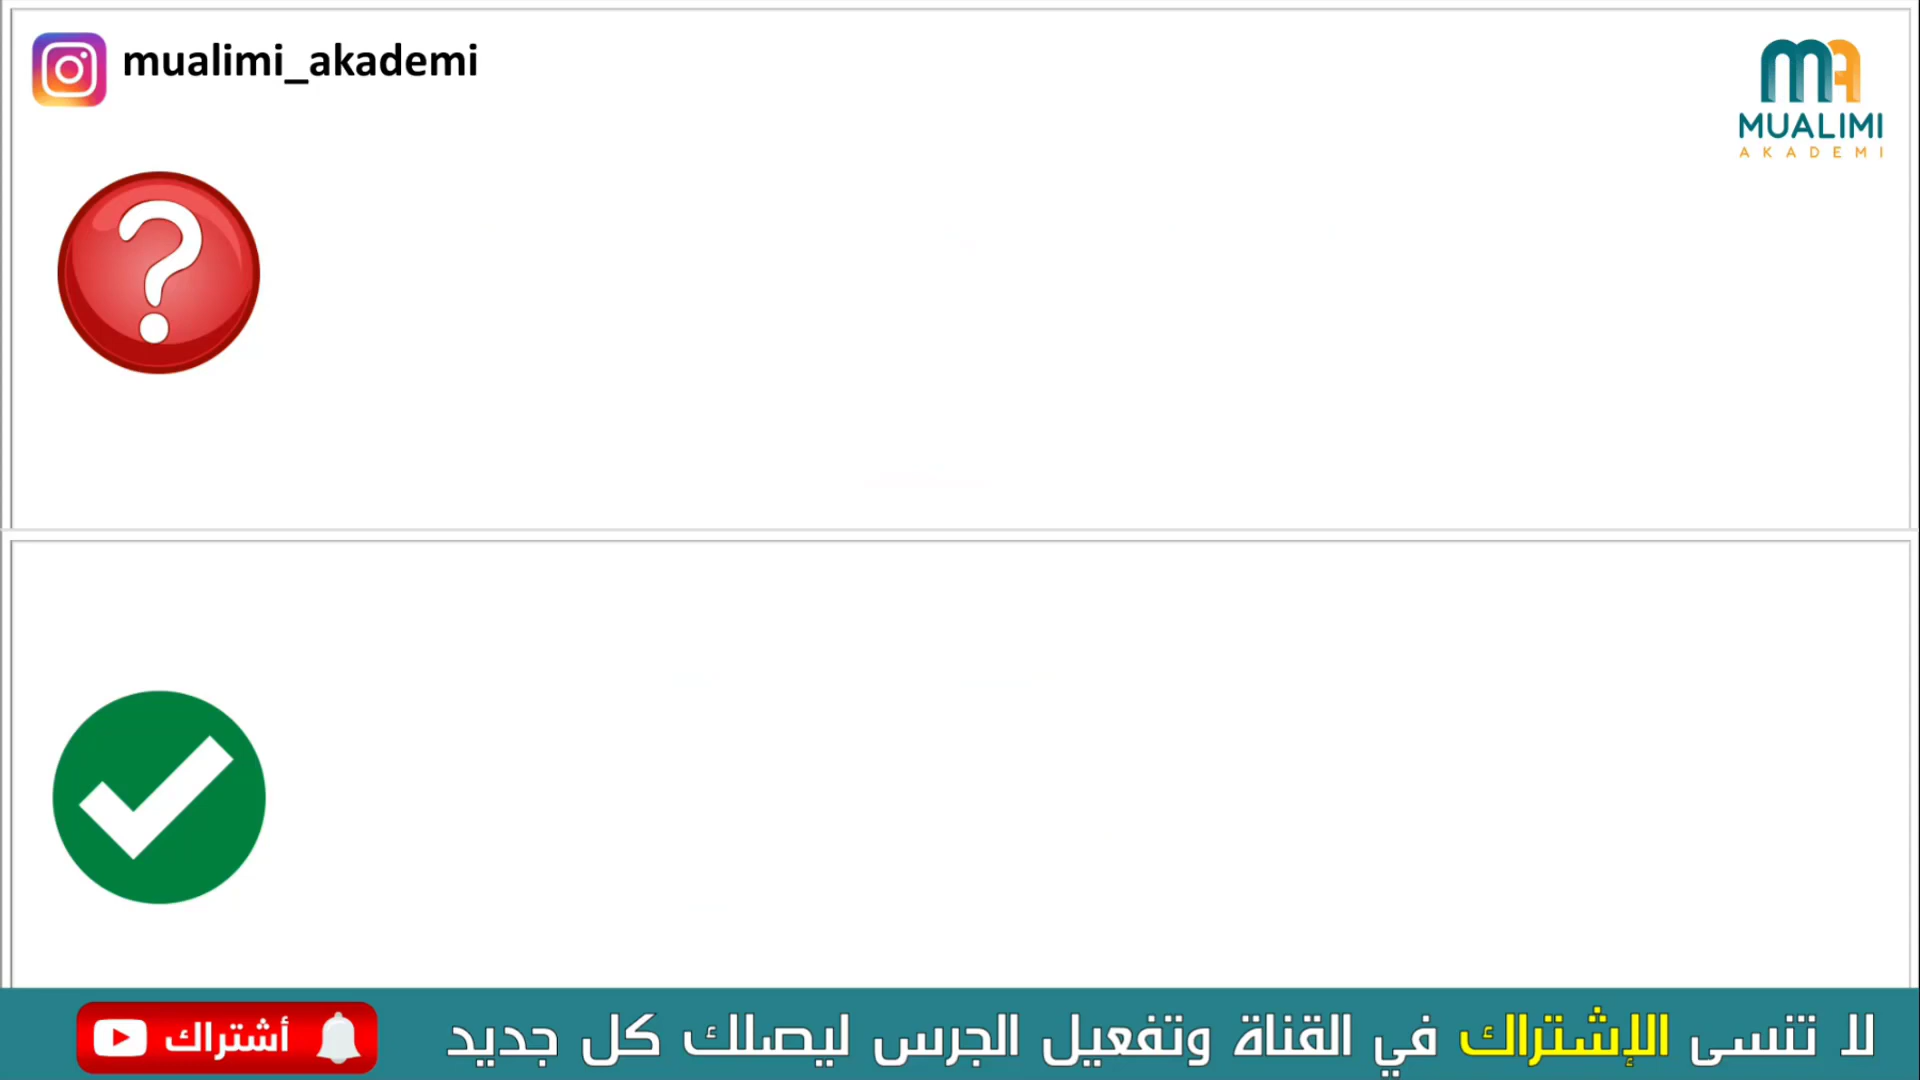 mualimi_akademi
MUALIMI
AKADEMI
لا تنسى الإشتراك في القناة وتفعيل الجرس ليصلك كل جديد
أشتراك